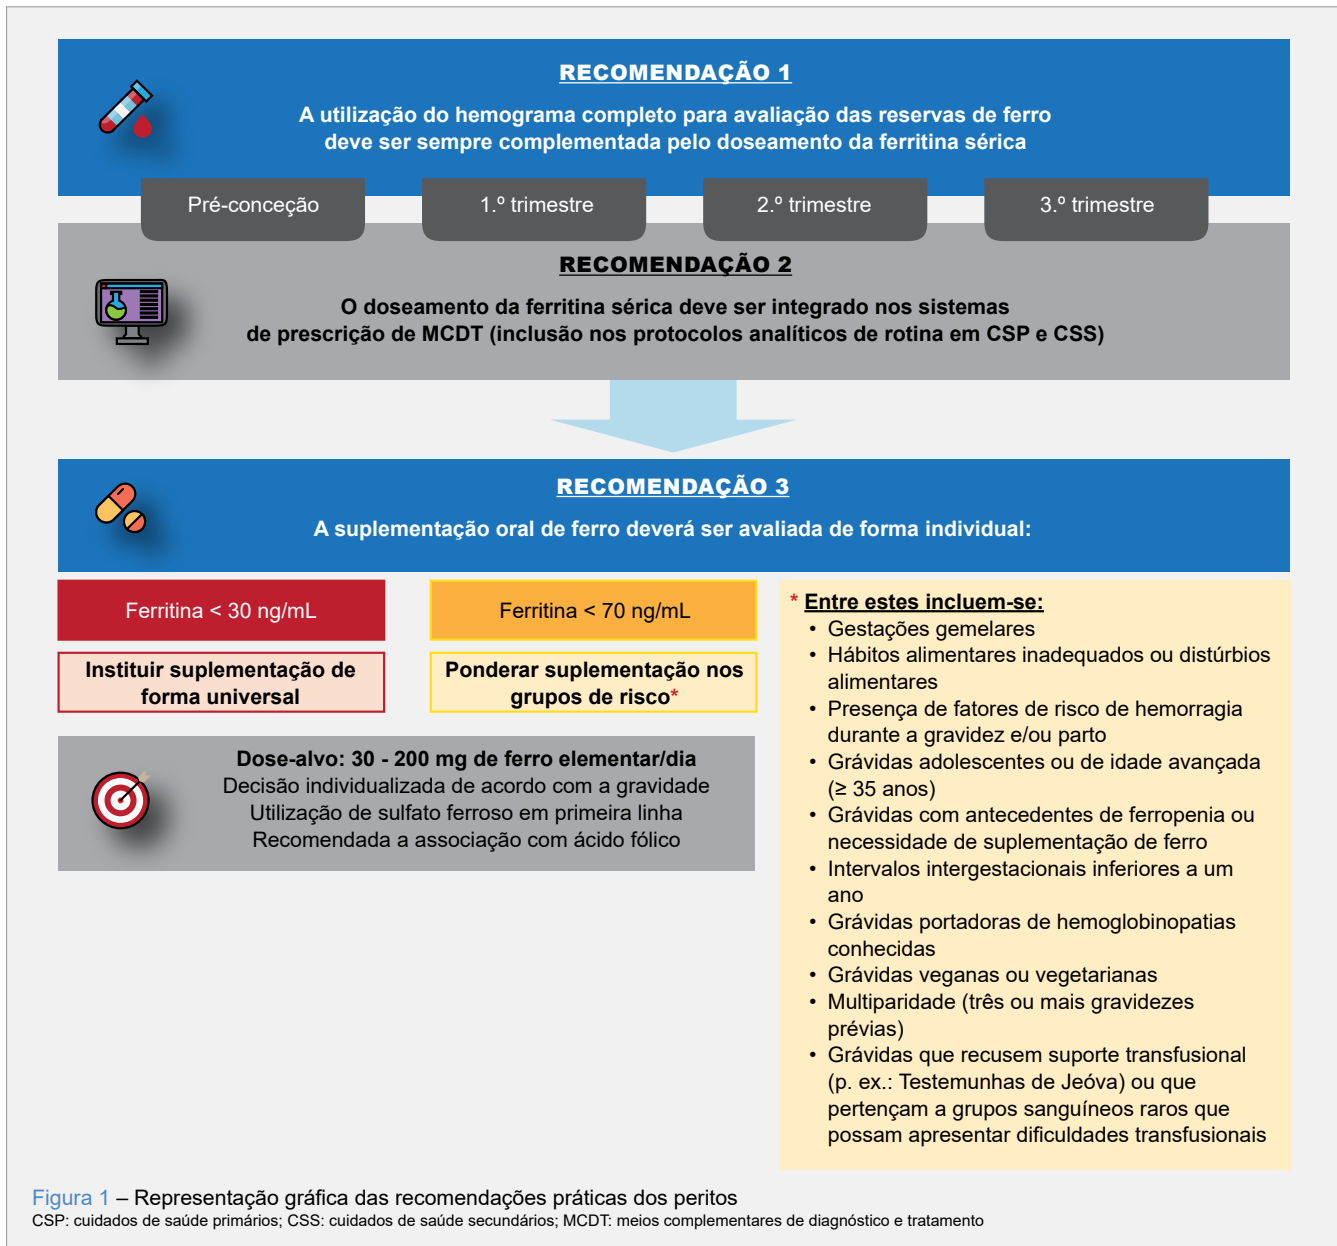 RECOMENDAÇÃO 1
A utilização do hemograma completo para avaliação das reservas de ferro
deve ser sempre complementada pelo doseamento da ferritina sérica
Pré-conceção
1.º trimestre
2.º trimestre
3.º trimestre
RECOMENDAÇÃO 2
O doseamento da ferritina sérica deve ser integrado nos sistemas
de prescrição de MCDT (inclusão nos protocolos analíticos de rotina em CSP e CSS)
RECOMENDAÇÃO 3
A suplementação oral de ferro deverá ser avaliada de forma individual:
Ferritina < 30 ng/mL
Instituir suplementação de
forma universal
Ferritina < 70 ng/mL
Ponderar suplementação nos
grupos de risco*
Dose-alvo: 30 - 200 mg de ferro elementar/dia
Decisão individualizada de acordo com a gravidade
Utilização de sulfato ferroso em primeira linha
Recomendada a associação com ácido fólico
* Entre estes incluem-se:
• Gestações gemelares
• Hábitos alimentares inadequados ou distúrbios
alimentares
• Presença de fatores de risco de hemorragia
durante a gravidez e/ou parto
• Grávidas adolescentes ou de idade avançada
(≥ 35 anos)
• Grávidas com antecedentes de ferropenia ou
necessidade de suplementação de ferro
• Intervalos intergestacionais inferiores a um
ano
• Grávidas portadoras de hemoglobinopatias
conhecidas
• Grávidas veganas ou vegetarianas
• Multiparidade (três ou mais gravidezes
prévias)
• Grávidas que recusem suporte transfusional
(p. ex.: Testemunhas de Jeóva) ou que
pertençam a grupos sanguíneos raros que
possam apresentar dificuldades transfusionais
Figura 1 – Representação gráfica das recomendações práticas dos peritos
CSP: cuidados de saúde primários; CSS: cuidados de saúde secundários; MCDT: meios complementares de diagnóstico e tratamento